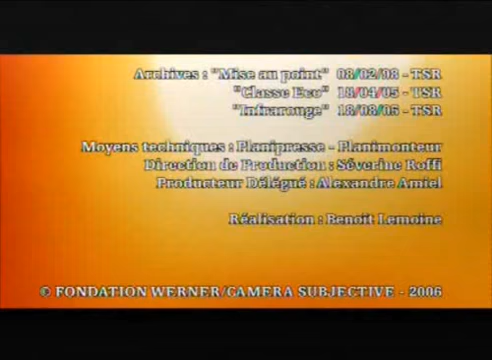 Archives : "Mise au point" 08/02/98 - TSR
"Classe Eco" 18/04/05 - TSR
"Infrarouge" 18/08/05 - TSR
Moyens techniques : Planipresse - Planimonteur
Direction de Production : Séverine Roffi
Producteur Délégué : Alexandre Amiel
Réalisation : Benoit Lemoine
© FONDATION WERNER/CAMERA SUBJECTIVE - 2006